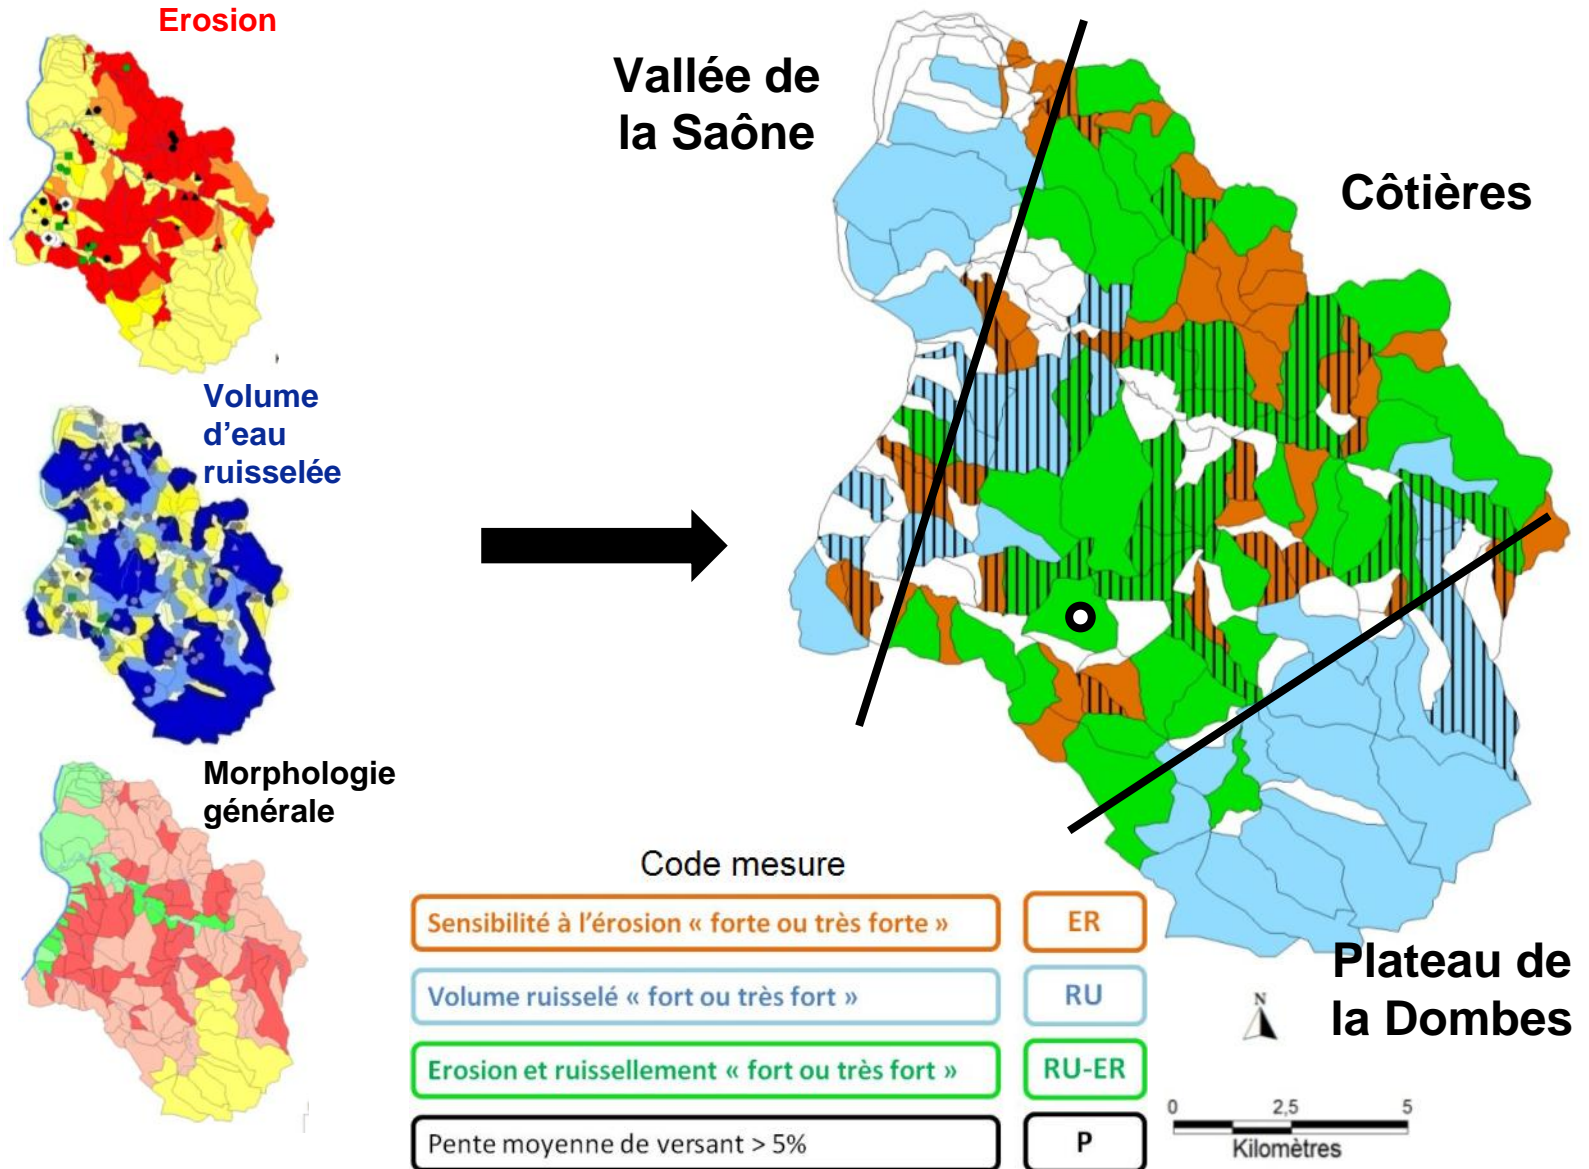 Erosion
Vallée de
la Saône
Côtières
Volume
d'eau
ruisselée
Morphologie
générale
Code mesure
Sensibilité à l'érosion « forte ou très forte »
ER
Volume ruisselé « fort ou très fort »
RU
Erosion et ruissellement « fort ou très fort »
RU-ER
Pente moyenne de versant > 5%
P
Plateau de
la Dombes
N
0 2,5 5
Kilomètres